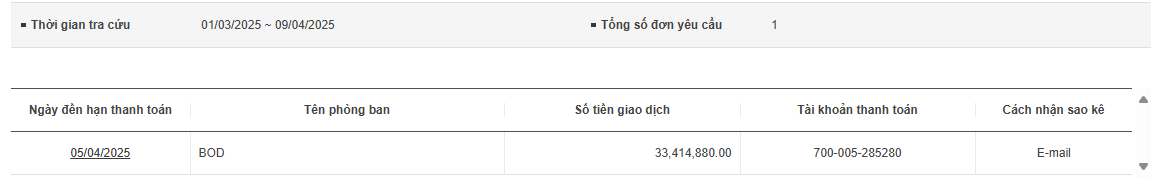 Thời gian tra cứu 01/03/2025 ~ 09/04/2025 Tổng số đơn yêu cầu 1
Ngày đến hạn thanh toán Tên phòng ban Số tiền giao dịch Tài khoản thanh toán Cách nhận sao kê
05/04/2025 BOD 33,414,880.00 700-005-285280 E-mail